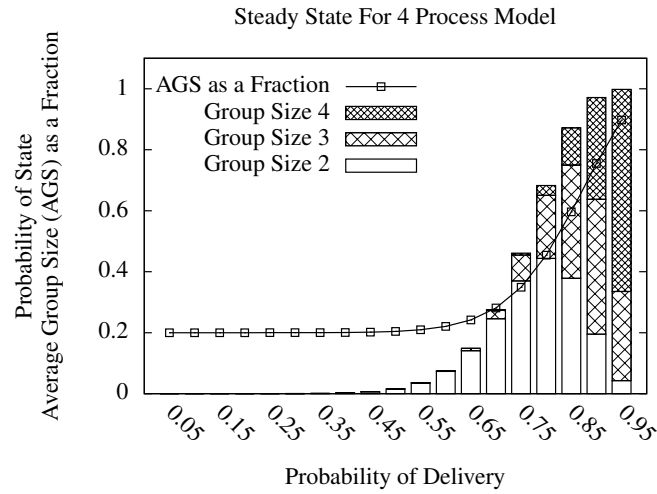 Steady State For 4 Process Model
Probability of State
Average Group Size (AGS) as a Fraction
1
0.8
0.6
0.4
0.2
0
AGS as a Fraction
Group Size 4
Group Size 3
Group Size 2
0.05
0.15
0.25
0.35
0.45
0.55
0.65
0.75
0.85
0.95
Probability of Delivery